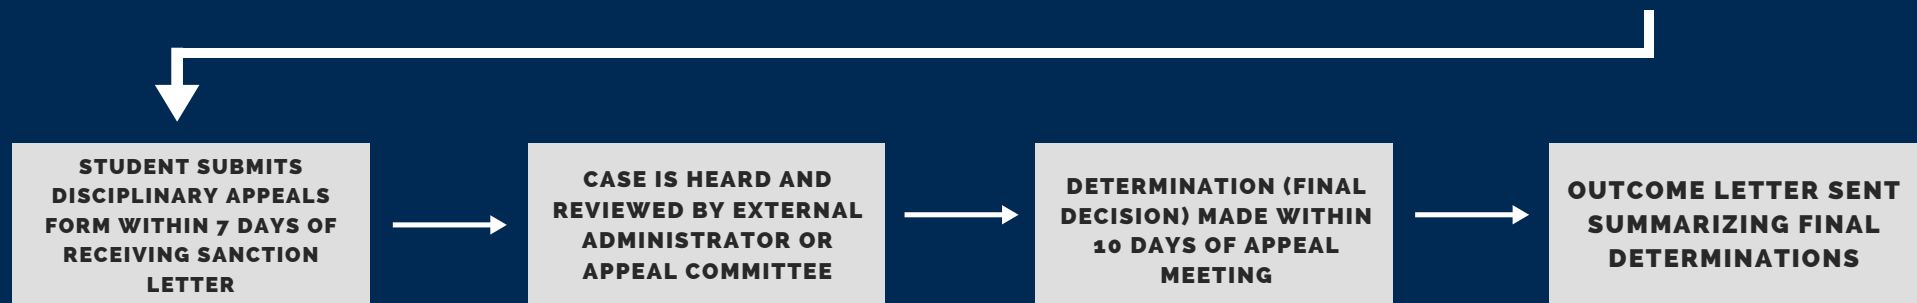 STUDENT SUBMITS
DISCIPLINARY APPEALS
FORM WITHIN 7 DAYS OF
RECEIVING SANCTION
LETTER
CASE IS HEARD AND
REVIEWED BY EXTERNAL
ADMINISTRATOR OR
APPEAL COMMITTEE
DETERMINATION (FINAL
DECISION) MADE WITHIN
10 DAYS OF APPEAL
MEETING
OUTCOME LETTER SENT
SUMMARIZING FINAL
DETERMINATIONS